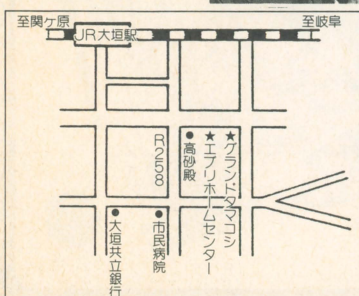 至関ヶ原
JR大垣駅
至岐阜
R258
●高砂殿
★エブリホームセンター
★グランドタマコシ
●大垣共立銀行
●市民病院